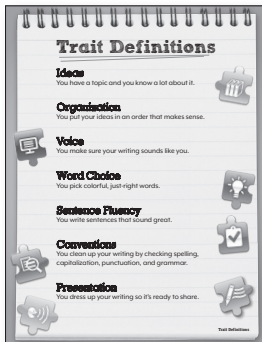 Trait Definitions
Ideas
You have a topic and you know a lot about it.
Organization
You put your ideas in an order that makes sense.
Voice
You make sure your writing sounds like you.
Word Choice
You pick colorful, just-right words.
Sentence Fluency
You write sentences that sound great.
Conventions
You clean up your writing by checking spelling,
capitalization, punctuation, and grammar.
Presentation
You dress up your writing so it's ready to share.
Trait Definitions